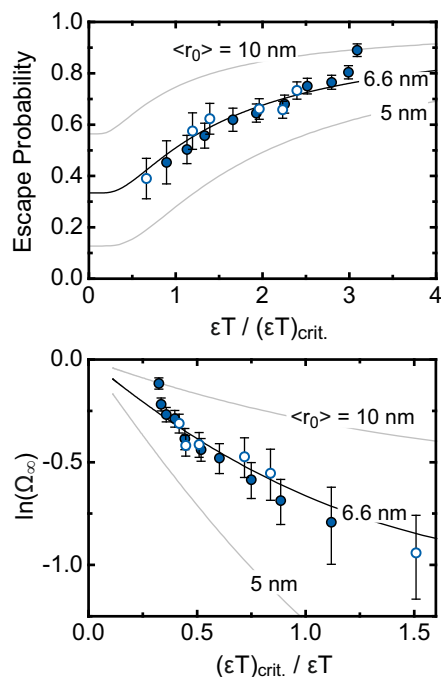 1.0
0.8
0.6
0.4
0.2
0.0
Escape Probability
<r₀> = 10 nm
6.6 nm
5 nm
0 1 2 3 4
εT / (εT)crit.
0.0
-0.5
-1.0
ln(Ω∞)
<r₀> = 10 nm
6.6 nm
5 nm
0.0 0.5 1.0 1.5
(εT)crit. / εT